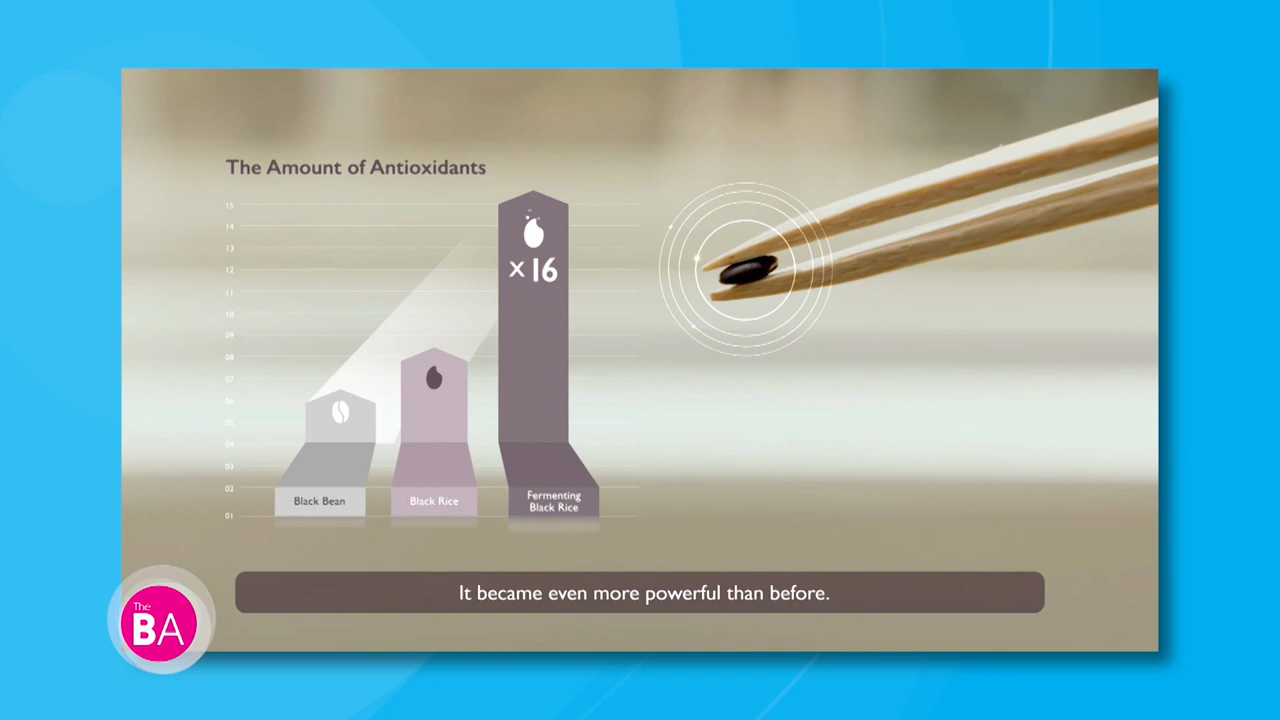 The Amount of Antioxidants
15
14
13
12
11
10
09
08
07
06
05
04
03
02
01
x 16
Black Bean
Black Rice
Fermenting
Black Rice
It became even more powerful than before.
The
BA